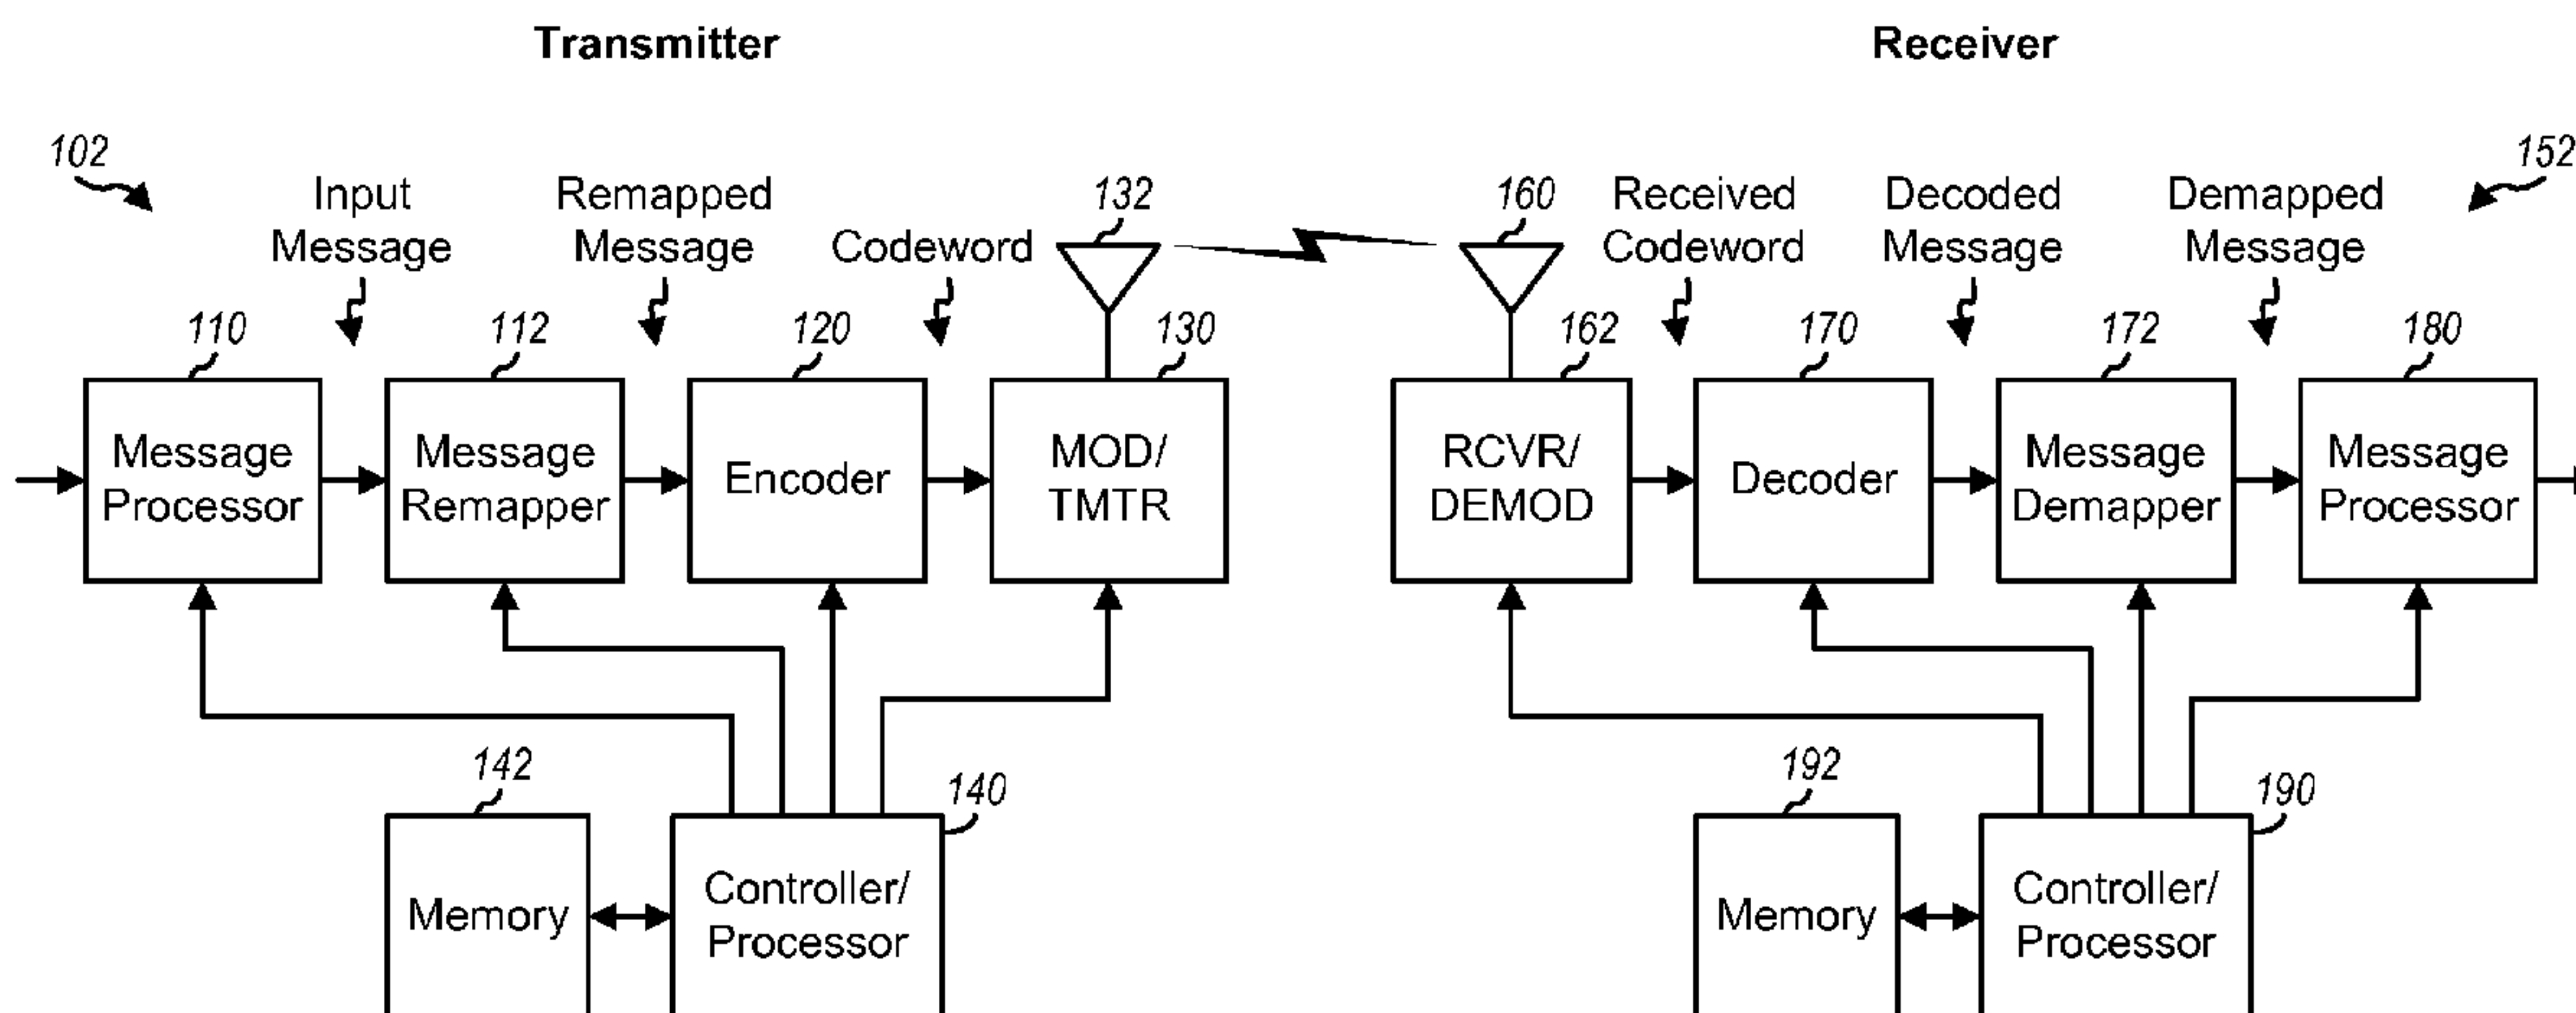 Transmitter
Receiver
102
Input
Message
Remapped
Message
Codeword
132
160
Received
Codeword
Decoded
Message
Demapped
Message
152
110
112
120
130
162
170
172
180
Message
Processor
Message
Remapper
Encoder
MOD/
TMTR
RCVR/
DEMOD
Decoder
Message
Demapper
Message
Processor
142
140
192
190
Memory
Controller/
Processor
Memory
Controller/
Processor